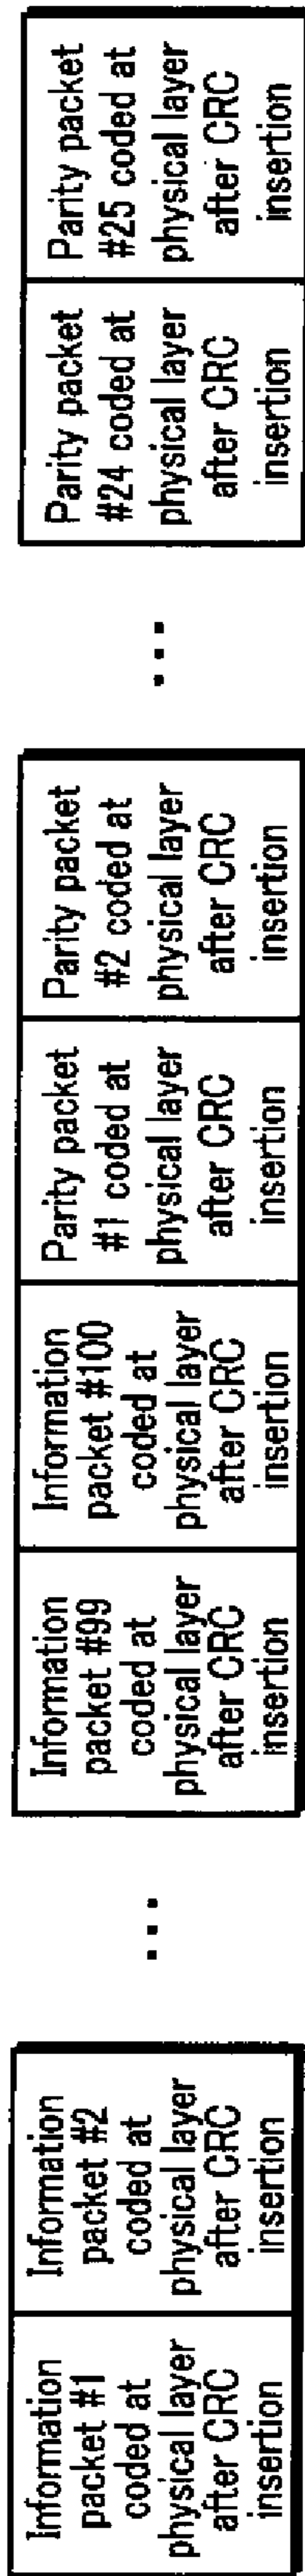 Information
packet #1
coded at
physical layer
after CRC
insertion
Information
packet #2
coded at
physical layer
after CRC
insertion
...
Information
packet #99
coded at
physical layer
after CRC
insertion
Information
packet #100
coded at
physical layer
after CRC
insertion
Parity packet
#1 coded at
physical layer
after CRC
insertion
Parity packet
#2 coded at
physical layer
after CRC
insertion
...
Parity packet
#24 coded at
physical layer
after CRC
insertion
Parity packet
#25 coded at
physical layer
after CRC
insertion